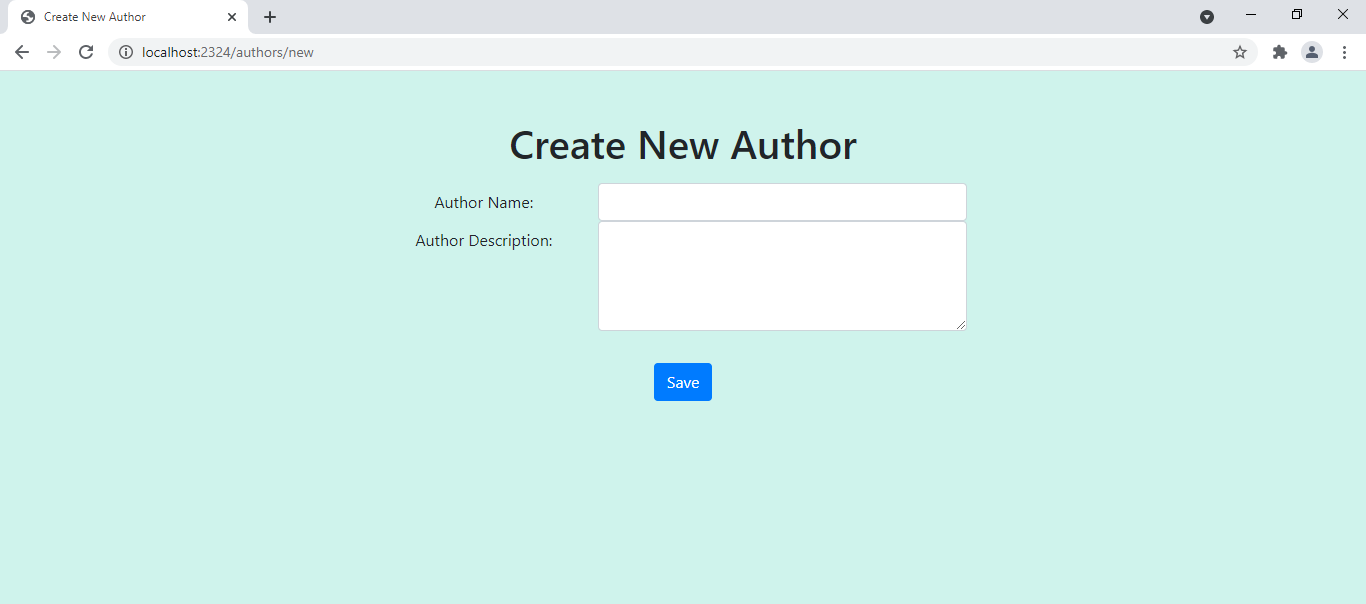 Create New Author
localhost:2324/authors/new
Create New Author
Author Name:
Author Description:
Save